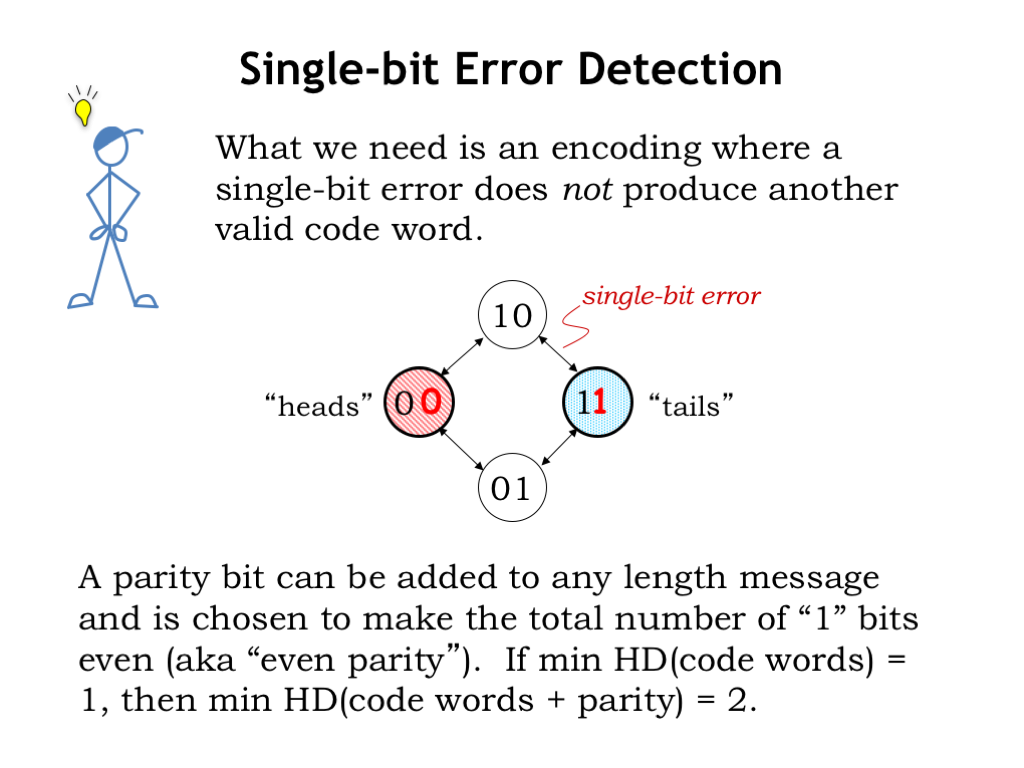 Single-bit Error Detection
What we need is an encoding where a
single-bit error does not produce another
valid code word.
single-bit error
10
“heads” 00 11 “tails”
01
A parity bit can be added to any length message
and is chosen to make the total number of “1” bits
even (aka “even parity”). If min HD(code words) =
1, then min HD(code words + parity) = 2.